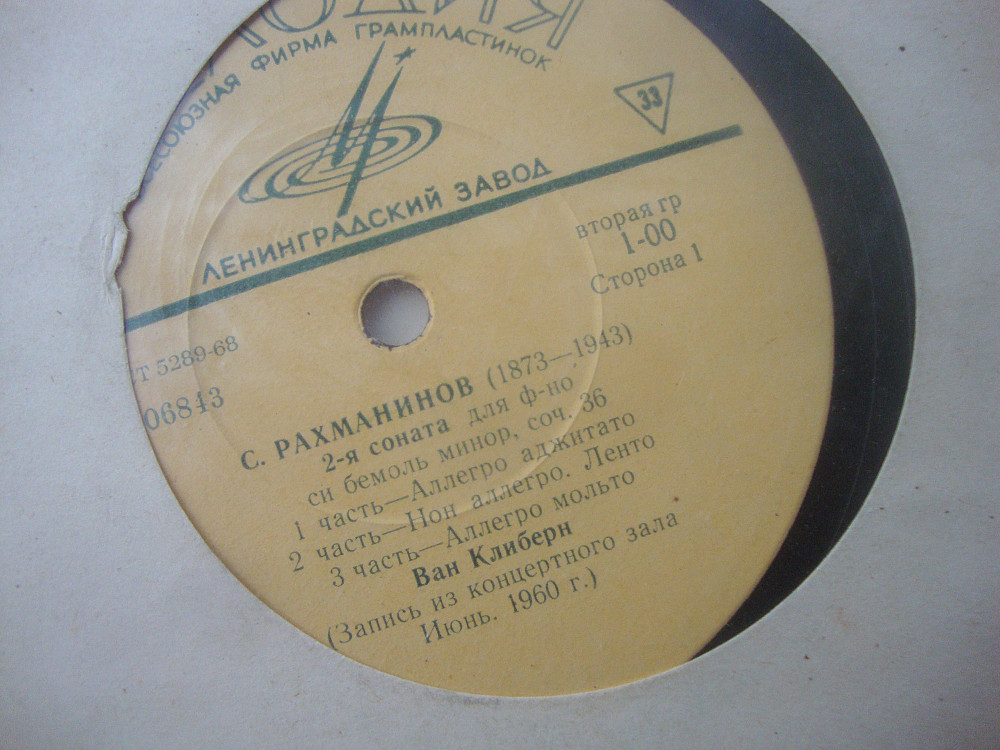 ФИРМА ГРАМПЛАСТИНОК
33
ЛЕНИНГРАДСКИЙ ЗАВОД
вторая гр
1-00
Сторона 1
Т 5289-68
06843
С. РАХМАНИНОВ (1873—1943)
2-я соната для ф-но
си бемоль минор, соч. 36
1 часть—Аллегро аджитато
2 часть—Нон аллегро. Ленто
3 часть—Аллегро мольто
Ван Клиберн
(Запись из концертного зала
Июнь. 1960 г.)